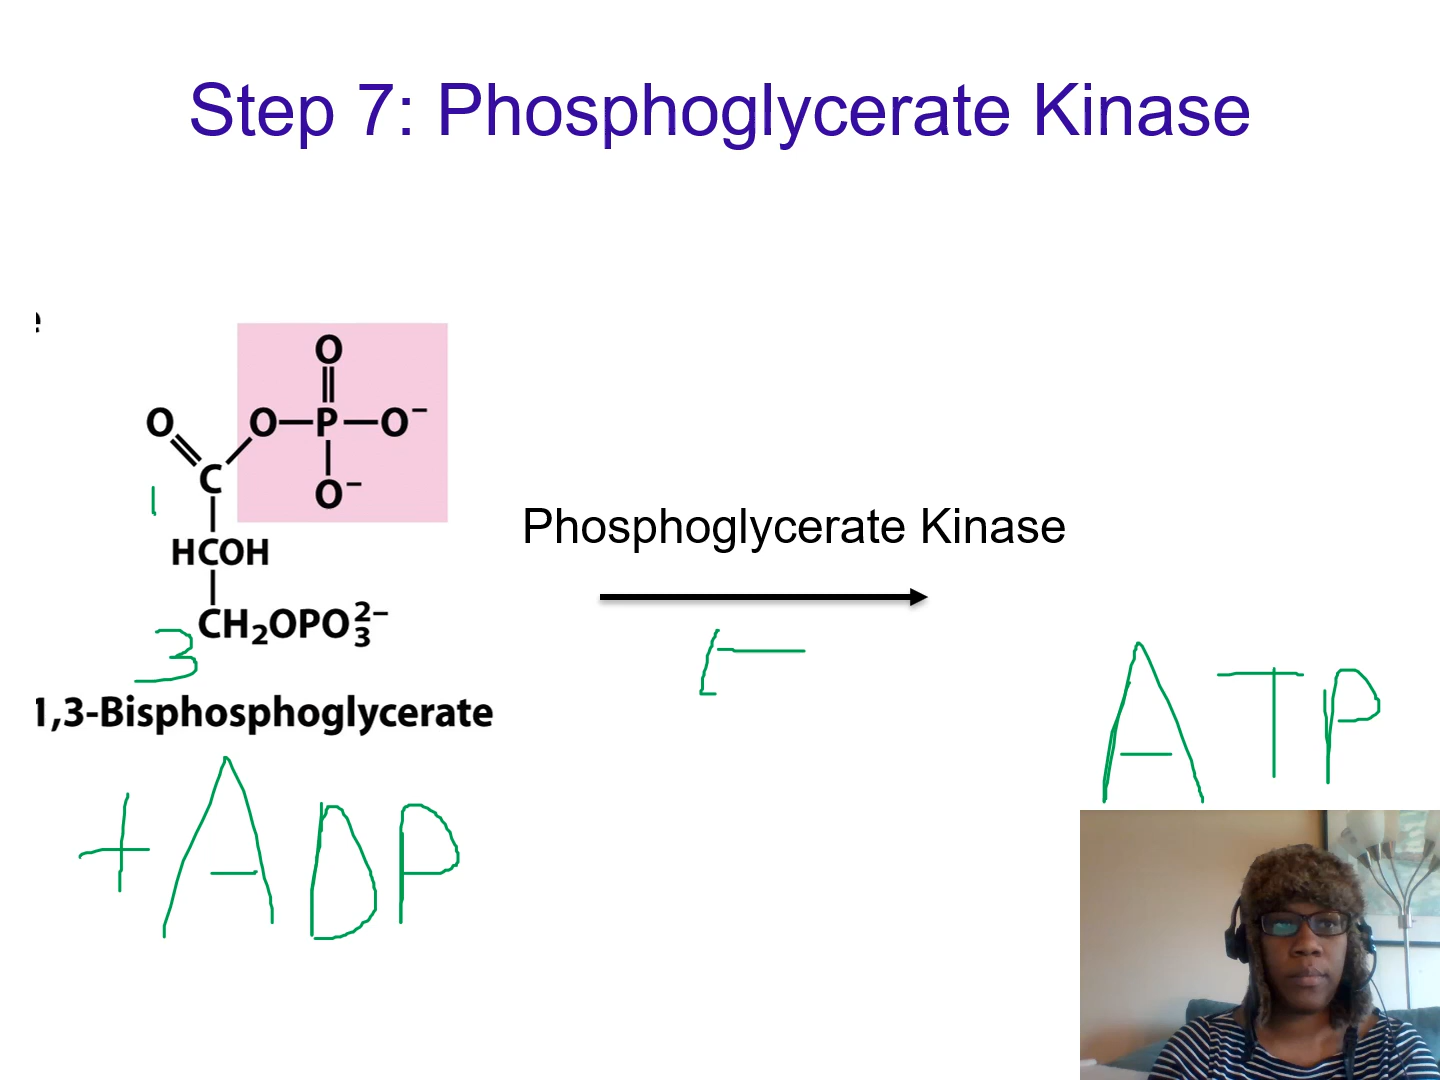 Step 7: Phosphoglycerate Kinase
e
O
O O–P–O⁻
C O⁻
1
HCOH
CH₂OPO₃²⁻
3
1,3-Bisphosphoglycerate
+ADP
Phosphoglycerate Kinase
ATP